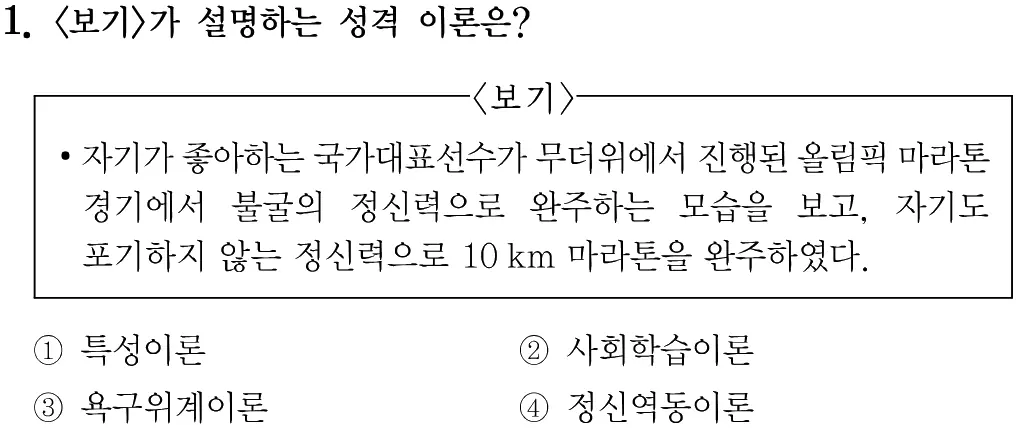 1. 〈보기〉가 설명하는 성격 이론은?
〈보기〉
• 자기가 좋아하는 국가대표선수가 무더위에서 진행된 올림픽 마라톤
경기에서 불굴의 정신력으로 완주하는 모습을 보고, 자기도
포기하지 않는 정신력으로 10 km 마라톤을 완주하였다.
① 특성이론 ② 사회학습이론
③ 욕구위계이론 ④ 정신역동이론